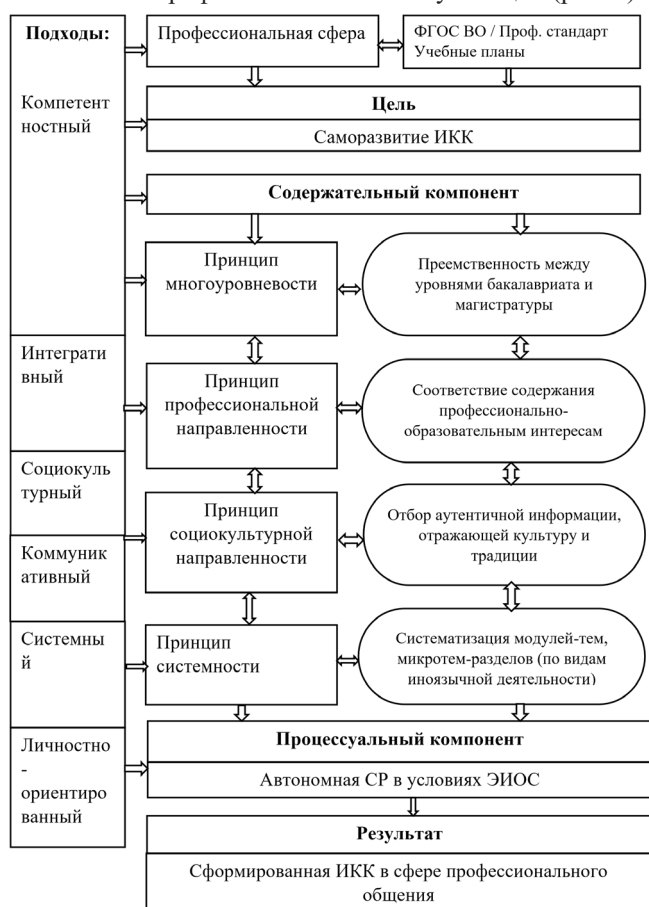 Подходы:
Компетент
ностный
Интеграти
вный
Социокуль
турный
Коммуник
ативный
Системны
й
Личностно
-
ориентиро
ванный
Профессиональная сфера
ФГОС ВО / Проф. стандарт
Учебные планы
Цель
Саморазвитие ИКК
Содержательный компонент
Принцип
многоуровневости
Преемственность между
уровнями бакалавриата и
магистратуры
Принцип
профессиональной
направленности
Соответствие содержания
профессионально-
образовательным интересам
Принцип
социокультурной
направленности
Отбор аутентичной информации,
отражающей культуру и
традиции
Принцип
системности
Систематизация модулей-тем,
микротем-разделов (по видам
иноязычной деятельности)
Процессуальный компонент
Автономная СР в условиях ЭИОС
Результат
Сформированная ИКК в сфере профессионального
общения